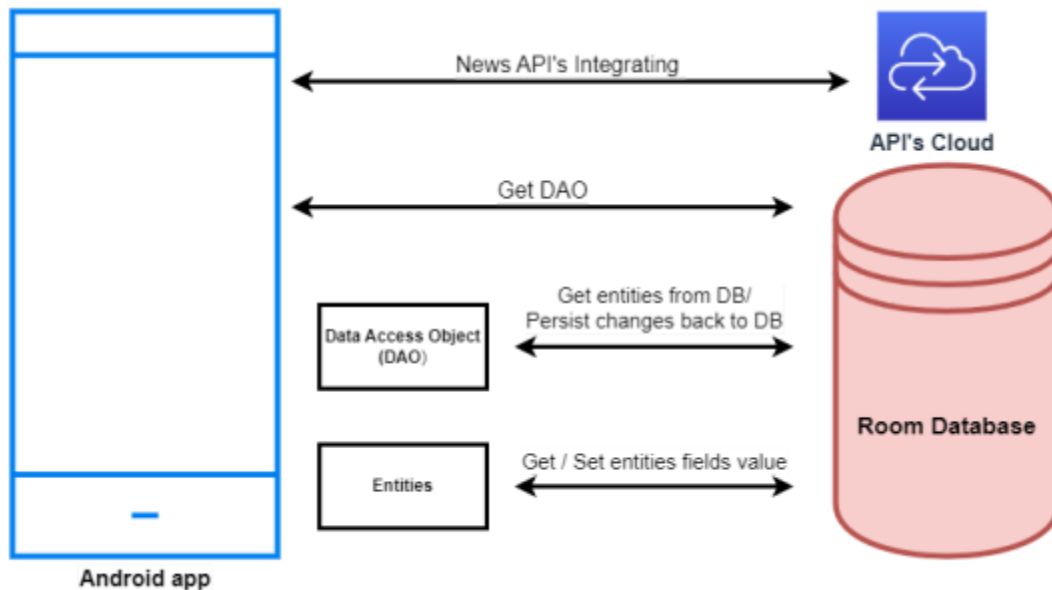 News API's Integrating
API's Cloud
Get DAO
Get entities from DB/
Persist changes back to DB
Data Access Object
(DAO)
Room Database
Get / Set entities fields value
Entities
Android app